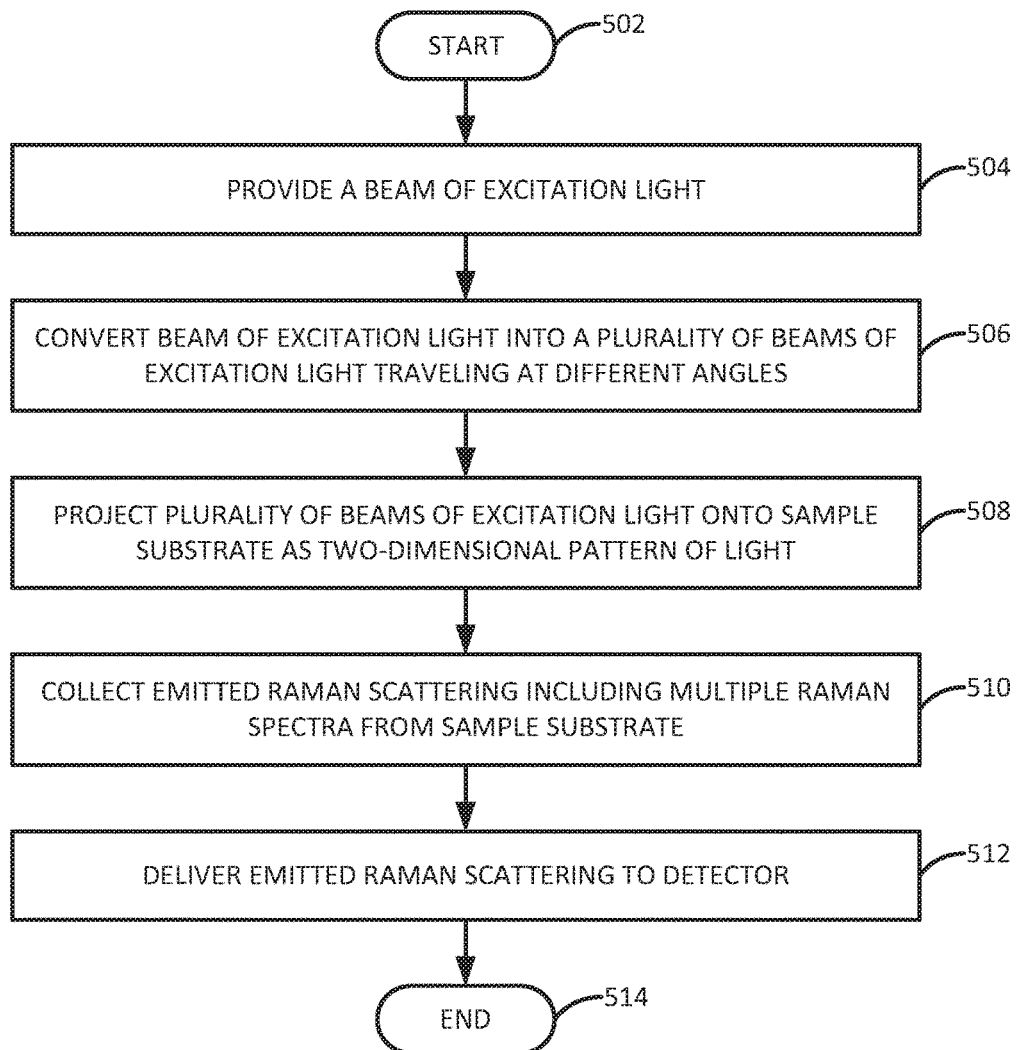 START
502
PROVIDE A BEAM OF EXCITATION LIGHT
504
CONVERT BEAM OF EXCITATION LIGHT INTO A PLURALITY OF BEAMS OF
EXCITATION LIGHT TRAVELING AT DIFFERENT ANGLES
506
PROJECT PLURALITY OF BEAMS OF EXCITATION LIGHT ONTO SAMPLE
SUBSTRATE AS TWO-DIMENSIONAL PATTERN OF LIGHT
508
COLLECT EMITTED RAMAN SCATTERING INCLUDING MULTIPLE RAMAN
SPECTRA FROM SAMPLE SUBSTRATE
510
DELIVER EMITTED RAMAN SCATTERING TO DETECTOR
512
END
514